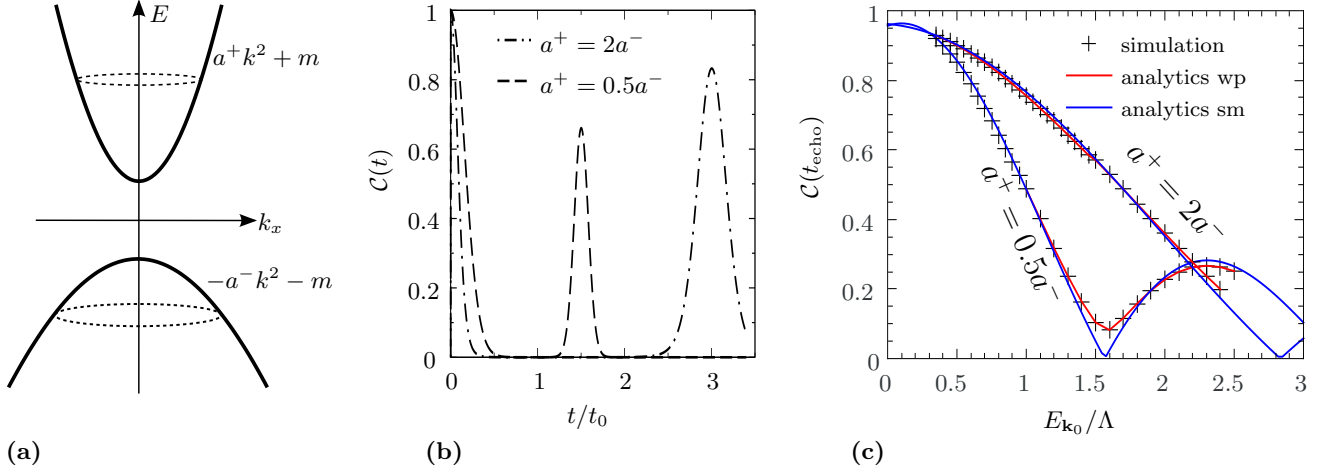 E
a⁺k² + m
kₓ
−a⁻k² − m
(a)
C(t)
1
0.8
0.6
0.4
0.2
0
a⁺ = 2a⁻
a⁺ = 0.5a⁻
0 1 2 3
t/t₀
(b)
C(t_echo)
1
0.8
0.6
0.4
0.2
0
simulation
analytics wp
analytics sm
a⁺ = 2a⁻
a⁺ = 0.5a⁻
0 0.5 1 1.5 2 2.5 3
E_𝐤₀/Λ
(c)